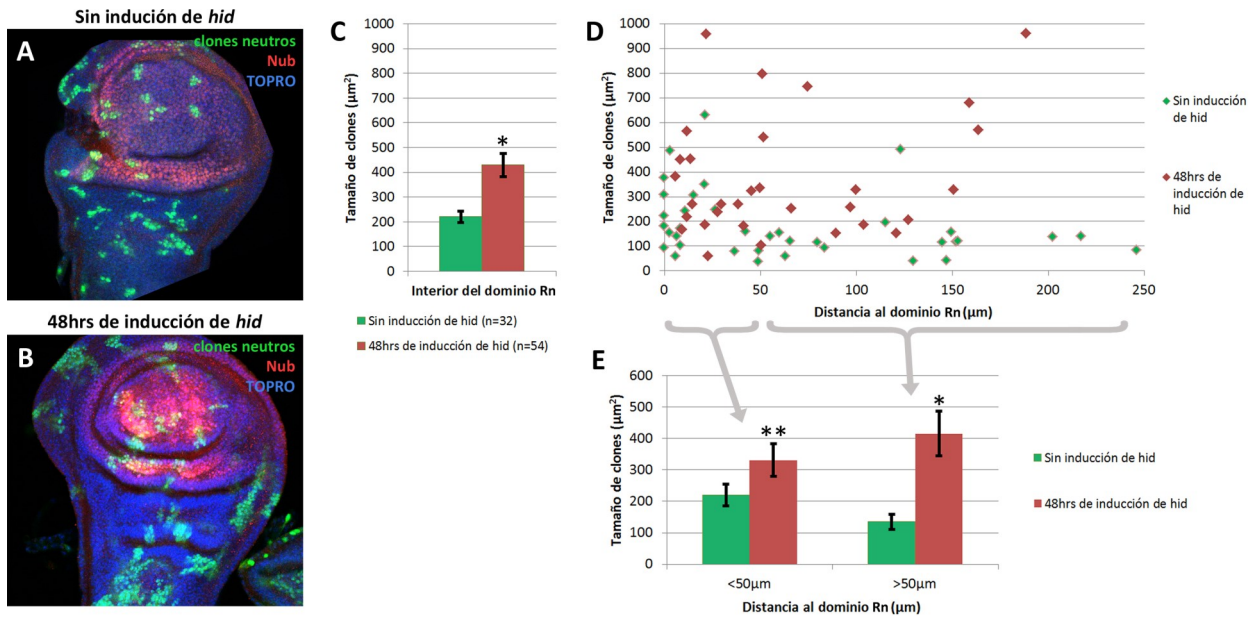 Sin indución de hid
A
clones neutros
Nub
TOPRO
48hrs de indución de hid
B
clones neutros
Nub
TOPRO
C
Tamaño de clones (µm²)
1000
900
800
700
600
500
400
300
200
100
0
*
Interior del dominio Rn
Sin inducción de hid (n=32)
48hrs de inducción de hid (n=54)
D
Tamaño de clones (µm²)
1000
900
800
700
600
500
400
300
200
100
0
0 50 100 150 200 250
Distancia al dominio Rn (µm)
Sin inducción
de hid
48hrs de
inducción de
hid
E
Tamaño de clones (µm²)
600
500
400
300
200
100
0
**
*
<50µm >50µm
Distancia al dominio Rn (µm)
Sin inducción de hid
48hrs de inducción de hid